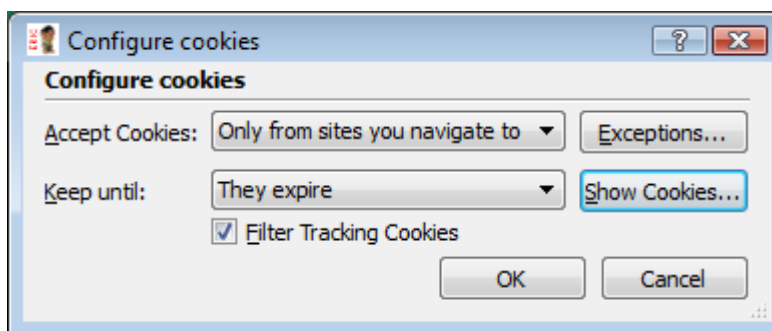 ERIC
Configure cookies
?
Configure cookies
Accept Cookies: Only from sites you navigate to Exceptions...
Keep until: They expire Show Cookies...
Filter Tracking Cookies
OK Cancel